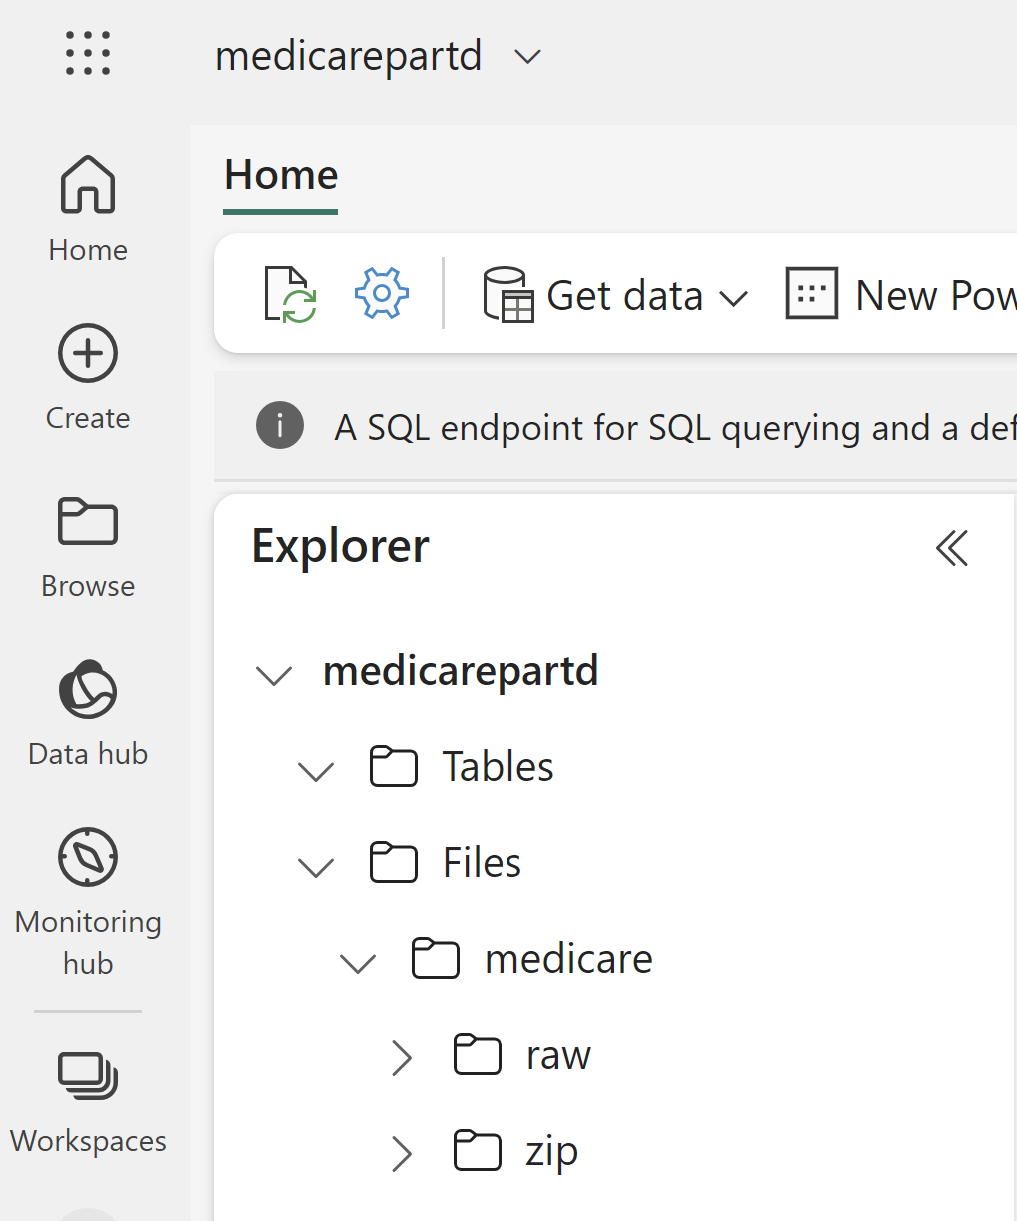 medicarepartd
Home
Home
Get data
New Pow
Create
A SQL endpoint for SQL querying and a def
Browse
Explorer
Data hub
medicarepartd
Tables
Files
Monitoring
hub
medicare
raw
Workspaces
zip